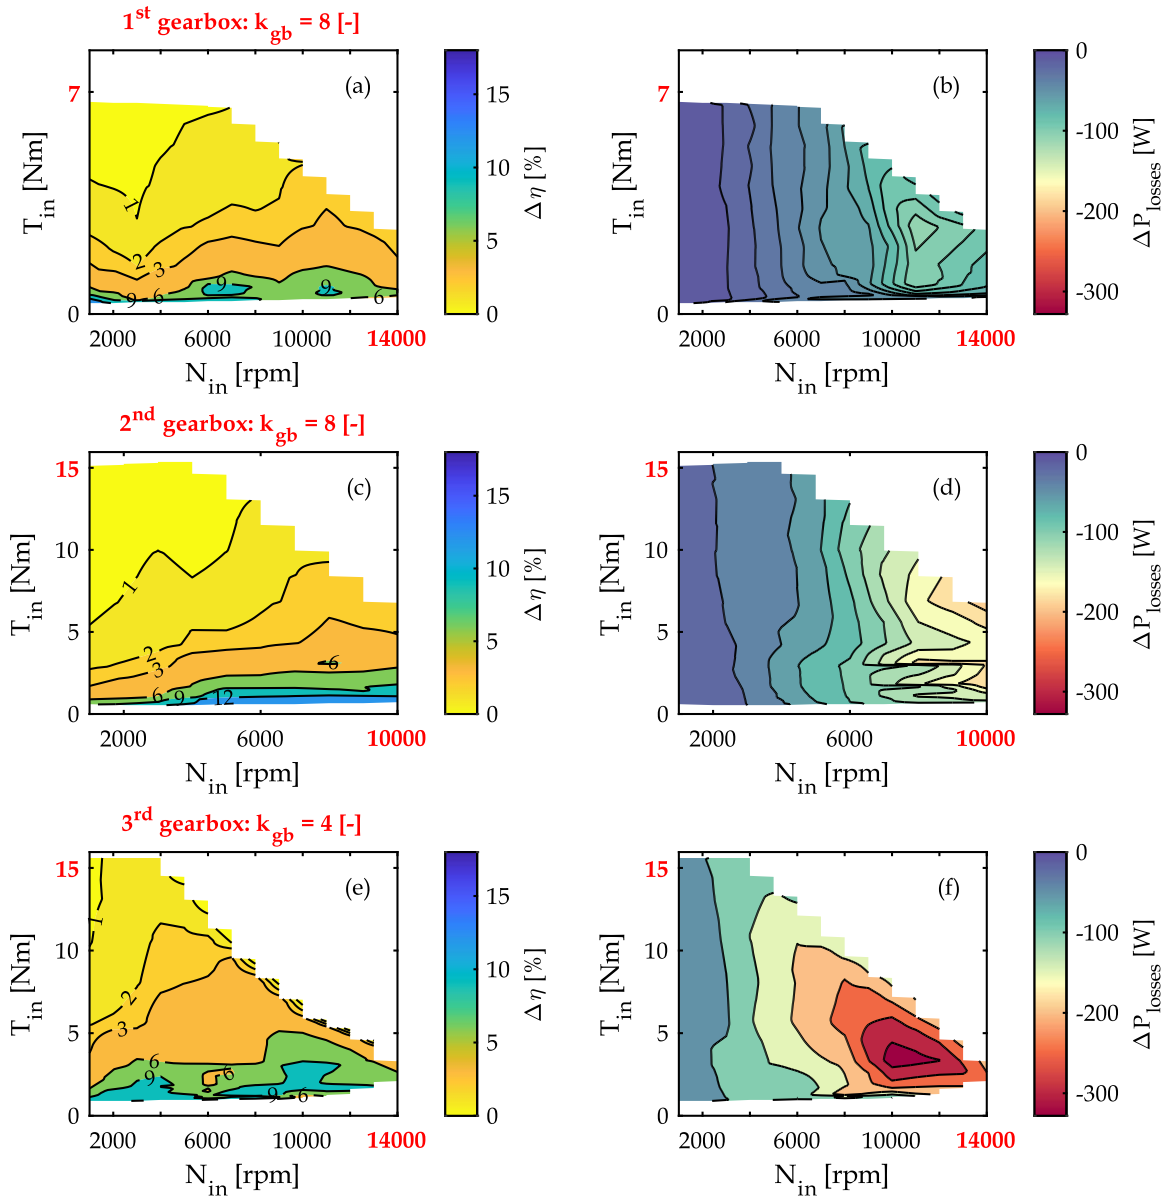 1st gearbox: kgb = 8 [-]
(a)
7
0
Tin [Nm]
1
2
3
9
6
9
9
6
2000 6000 10000 14000
Nin [rpm]
15
10
5
0
Δη [%]
(b)
7
0
Tin [Nm]
2000 6000 10000 14000
Nin [rpm]
0
-100
-200
-300
ΔPlosses [W]
2nd gearbox: kgb = 8 [-]
(c)
15
10
5
0
Tin [Nm]
1
2
3
6
6
9
12
2000 6000 10000
Nin [rpm]
15
10
5
0
Δη [%]
(d)
15
10
5
0
Tin [Nm]
2000 6000 10000
Nin [rpm]
0
-100
-200
-300
ΔPlosses [W]
3rd gearbox: kgb = 4 [-]
(e)
15
10
5
0
Tin [Nm]
1
2
3
6
9
6
9
6
2000 6000 10000 14000
Nin [rpm]
15
10
5
0
Δη [%]
(f)
15
10
5
0
Tin [Nm]
2000 6000 10000 14000
Nin [rpm]
0
-100
-200
-300
ΔPlosses [W]